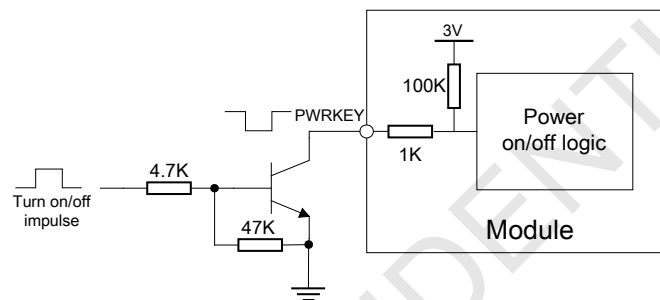 3V
100K
PWRKEY
1K
Power
on/off logic
Module
4.7K
Turn on/off
impulse
47K